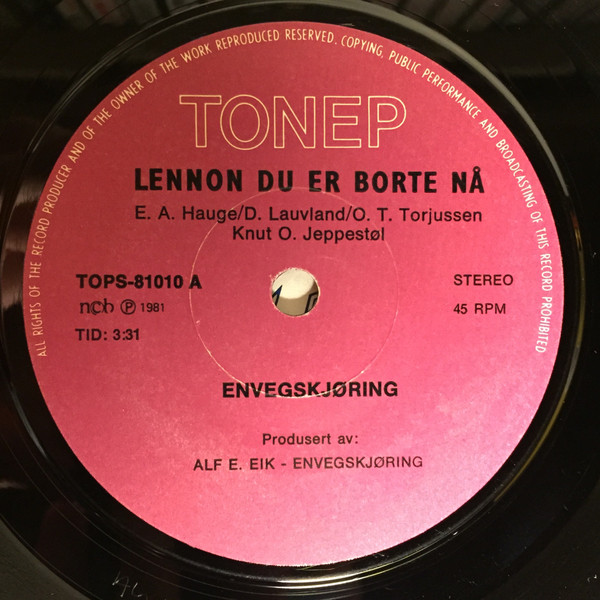 ALL RIGHTS OF THE RECORD PRODUCER AND OF THE OWNER OF THE WORK REPRODUCED RESERVED. COPYING, PUBLIC PERFORMANCE AND BROADCASTING OF THIS RECORD PROHIBITED
TONEP
LENNON DU ER BORTE NÅ
E. A. Hauge/D. Lauvland/O. T. Torjussen
Knut O. Jeppestøl
TOPS-81010 A
STEREO
ncb Ⓟ 1981
45 RPM
TID: 3:31
ENVEGSKJØRING
Produsert av:
ALF E. EIK - ENVEGSKJØRING